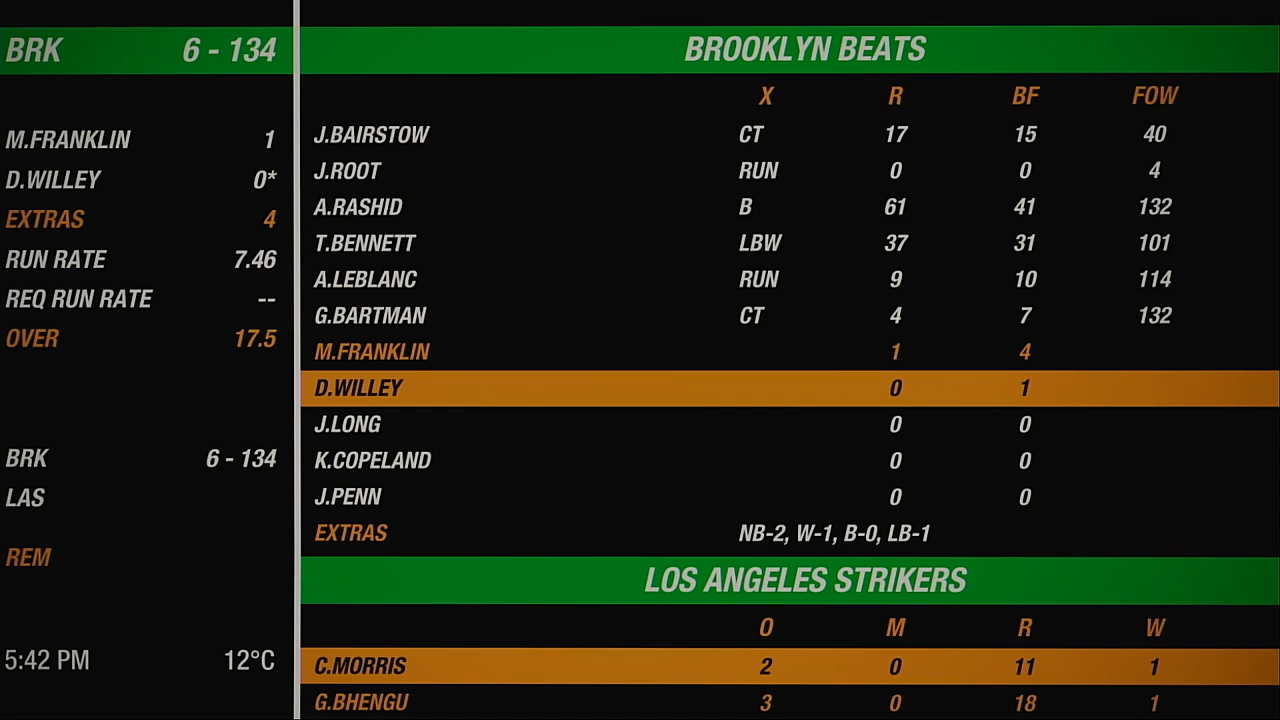 BRK 6 - 134
M.FRANKLIN 1
D.WILLEY 0*
EXTRAS 4
RUN RATE 7.46
REQ RUN RATE --
OVER 17.5
BRK 6 - 134
LAS
REM
5:42 PM 12°C
BROOKLYN BEATS
X R BF FOW
J.BAIRSTOW CT 17 15 40
J.ROOT RUN 0 0 4
A.RASHID B 61 41 132
T.BENNETT LBW 37 31 101
A.LEBLANC RUN 9 10 114
G.BARTMAN CT 4 7 132
M.FRANKLIN 1 4
D.WILLEY 0 1
J.LONG 0 0
K.COPELAND 0 0
J.PENN 0 0
EXTRAS NB-2, W-1, B-0, LB-1
LOS ANGELES STRIKERS
O M R W
C.MORRIS 2 0 11 1
G.BHENGU 3 0 18 1